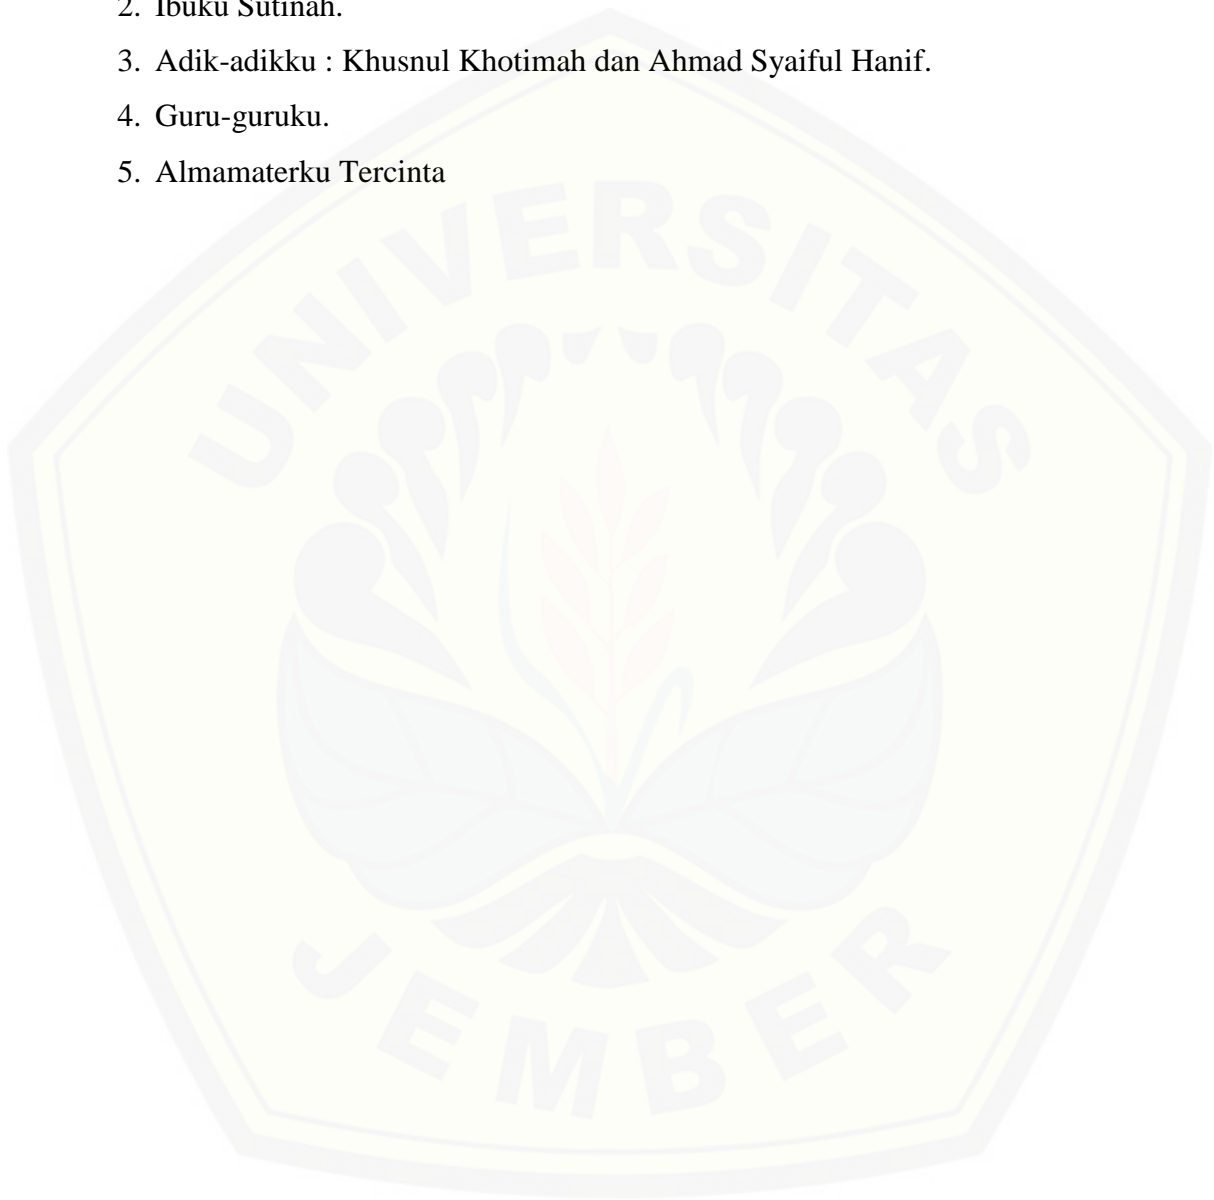 2. Ibuku Sutinah.
3. Adik-adikku : Khusnul Khotimah dan Ahmad Syaiful Hanif.
4. Guru-guruku.
5. Almamaterku Tercinta
UNIVERSITAS
JEMBER